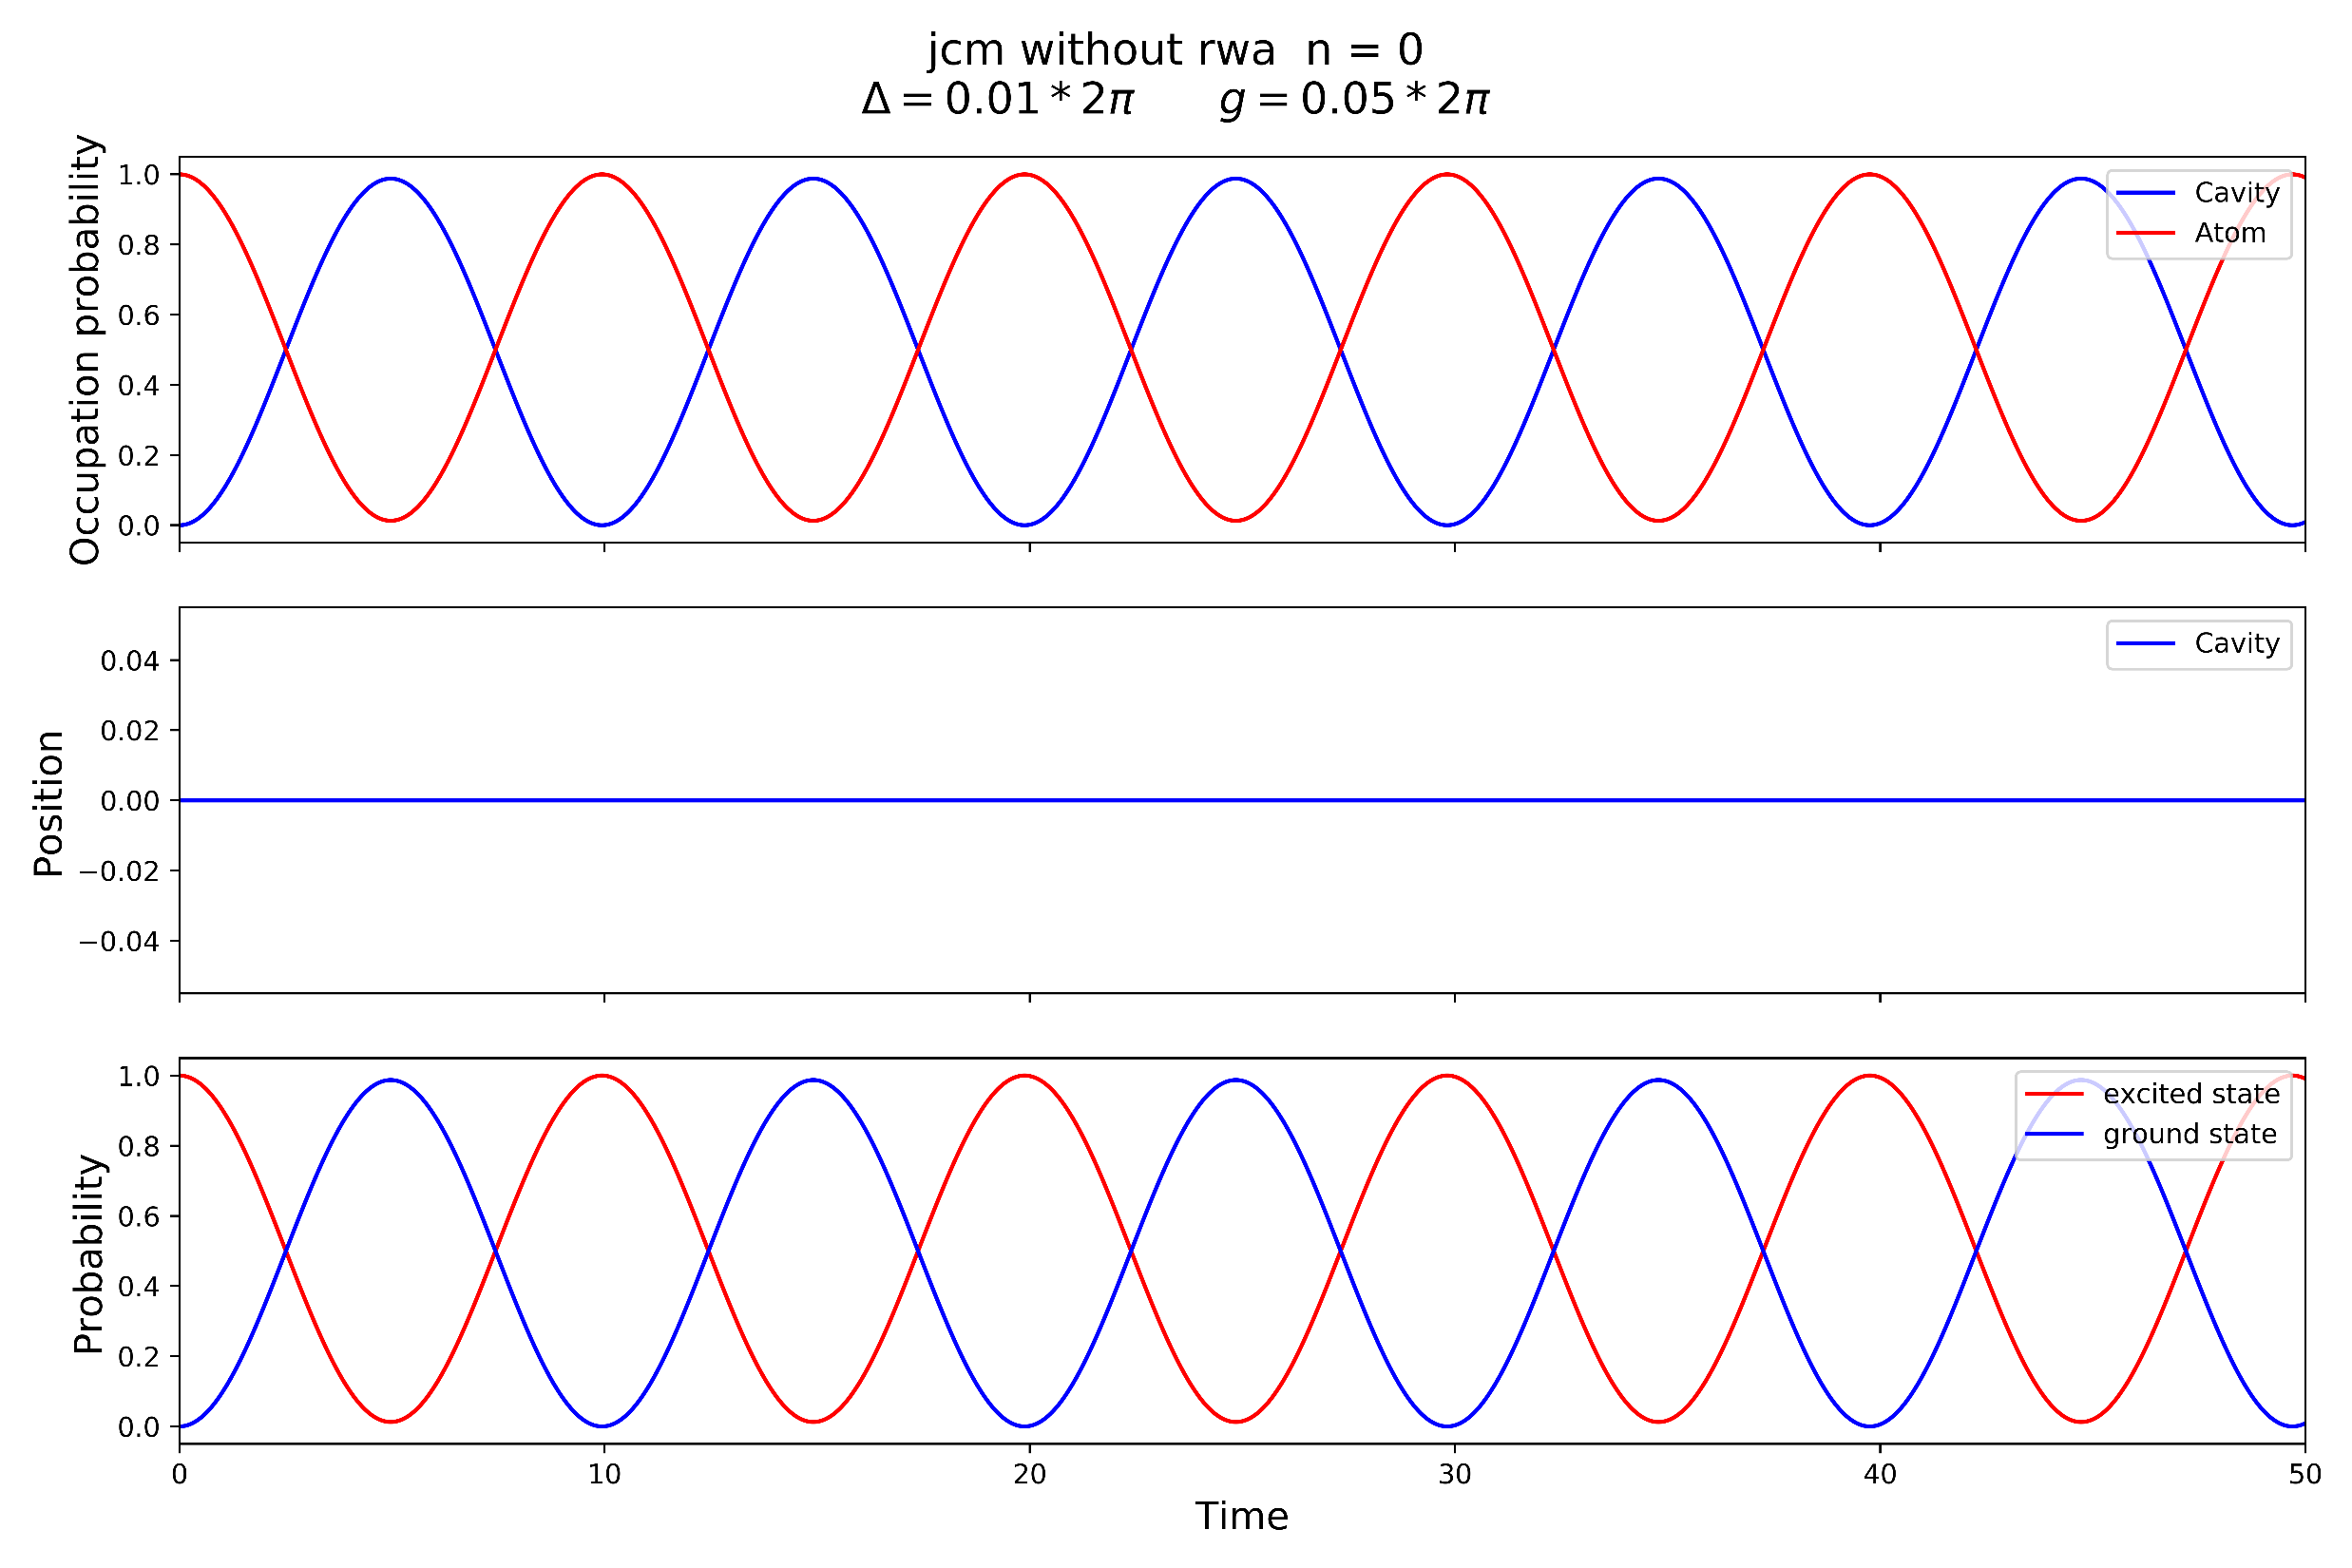 jcm without rwa  n = 0
Δ = 0.01 * 2π      g = 0.05 * 2π
Occupation probability
1.0
0.8
0.6
0.4
0.2
0.0
Cavity
Atom
Position
0.04
0.02
0.00
−0.02
−0.04
Cavity
Probability
1.0
0.8
0.6
0.4
0.2
0.0
excited state
ground state
0 10 20 30 40 50
Time